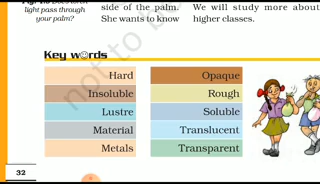 light pass through
your palm?
side of the palm.
She wants to know
We will study more about
higher classes.
Key words
Hard
Insoluble
Lustre
Material
Metals
Opaque
Rough
Soluble
Translucent
Transparent
32